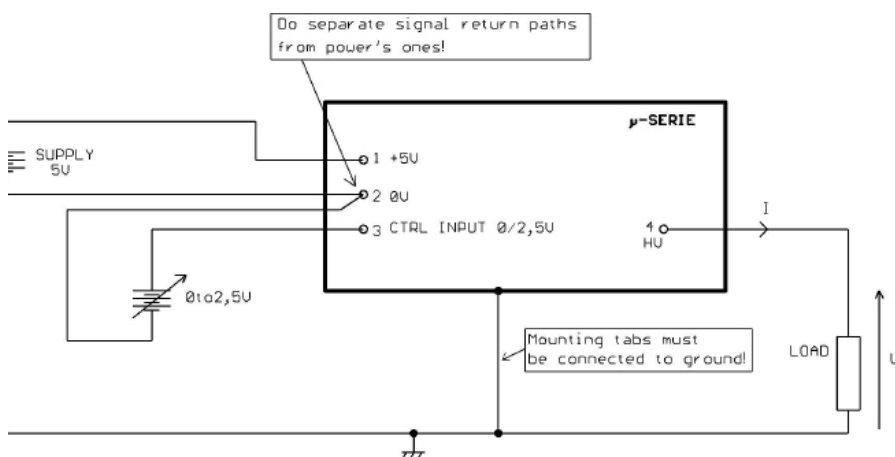 Do separate signal return paths
from power's ones!
µ-SERIE
SUPPLY
5V
1 +5V
2 0V
3 CTRL INPUT 0/2,5V
4
HV
I
0to2,5V
Mounting tabs must
be connected to ground!
LOAD